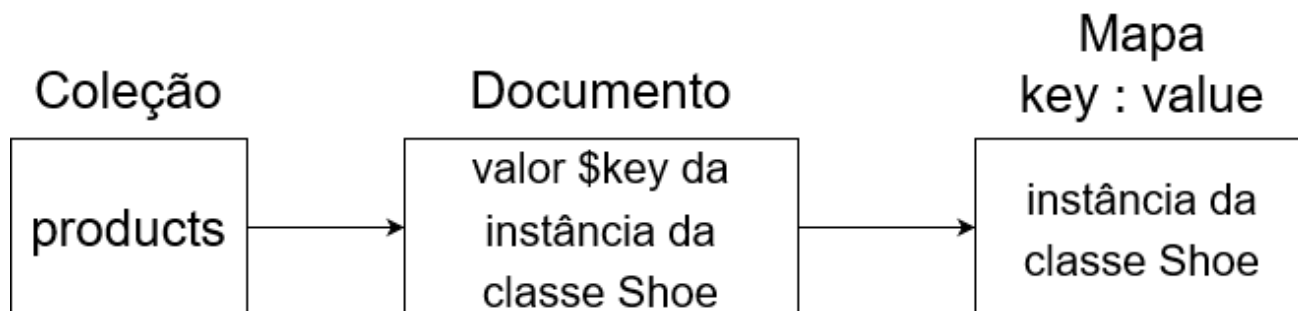 Coleção
products
Documento
valor $key da
instância da
classe Shoe
Mapa
key : value
instância da
classe Shoe